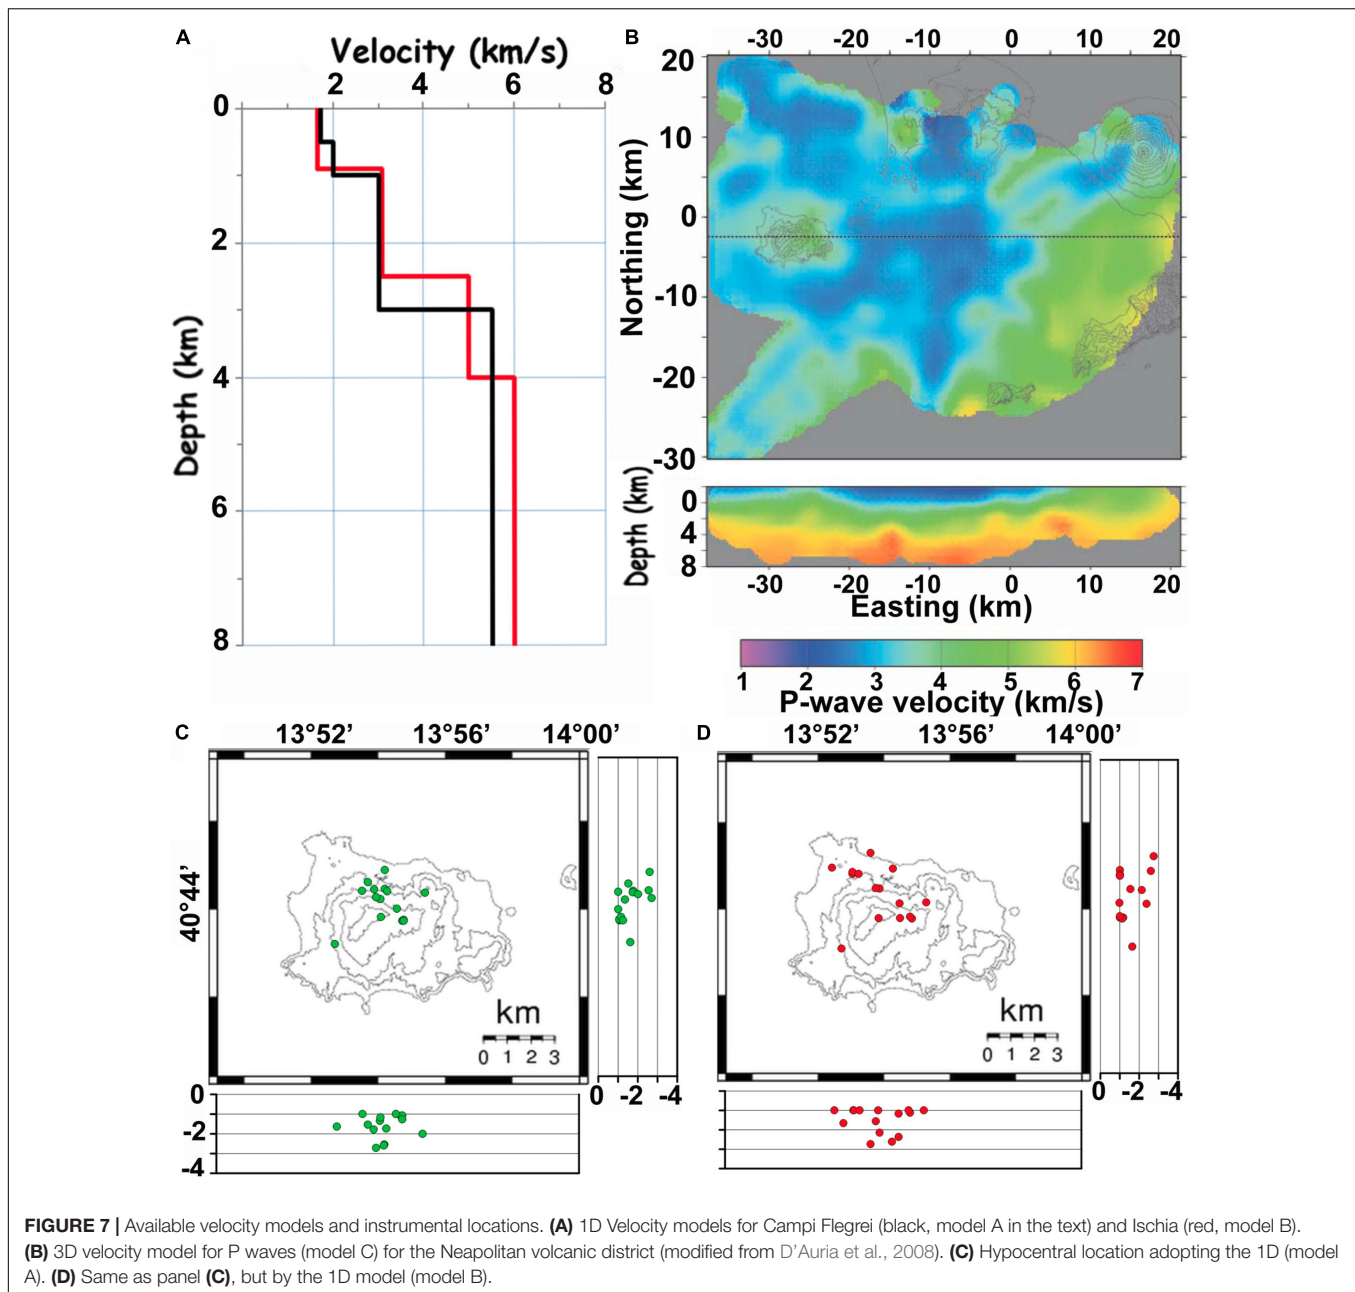 A
Velocity (km/s)
2 4 6 8
0
2
4
6
8
Depth (km)
B
-30 -20 -10 0 10 20
20
10
0
-10
-20
-30
Northing (km)
0
4
8
Depth (km)
-30 -20 -10 0 10 20
Easting (km)
1 2 3 4 5 6 7
P-wave velocity (km/s)
C
13°52' 13°56' 14°00'
40°44'
km
0 1 2 3
0 -2 -4
0
-2
-4
D
13°52' 13°56' 14°00'
km
0 1 2 3
0 -2 -4
FIGURE 7 | Available velocity models and instrumental locations. (A) 1D Velocity models for Campi Flegrei (black, model A in the text) and Ischia (red, model B).
(B) 3D velocity model for P waves (model C) for the Neapolitan volcanic district (modified from D'Auria et al., 2008). (C) Hypocentral location adopting the 1D (model
A). (D) Same as panel (C), but by the 1D model (model B).